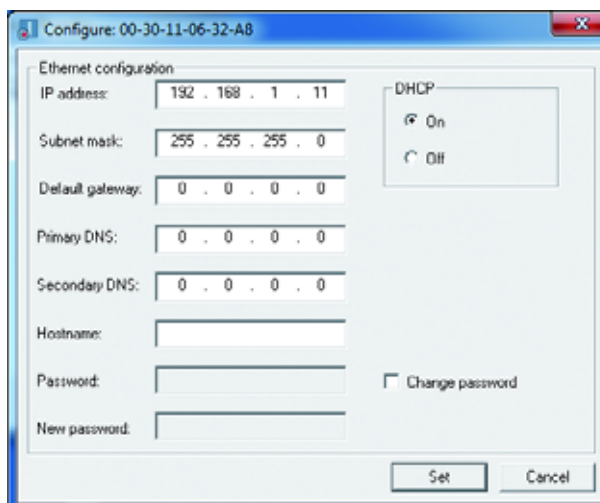 Configure: 00-30-11-06-32-A8
Ethernet configuration
IP address: 192 . 168 . 1 . 11
DHCP
On
Subnet mask: 255 . 255 . 255 . 0
Off
Default gateway: 0 . 0 . 0 . 0
Primary DNS: 0 . 0 . 0 . 0
Secondary DNS: 0 . 0 . 0 . 0
Hostname:
Password:
Change password
New password:
Set
Cancel